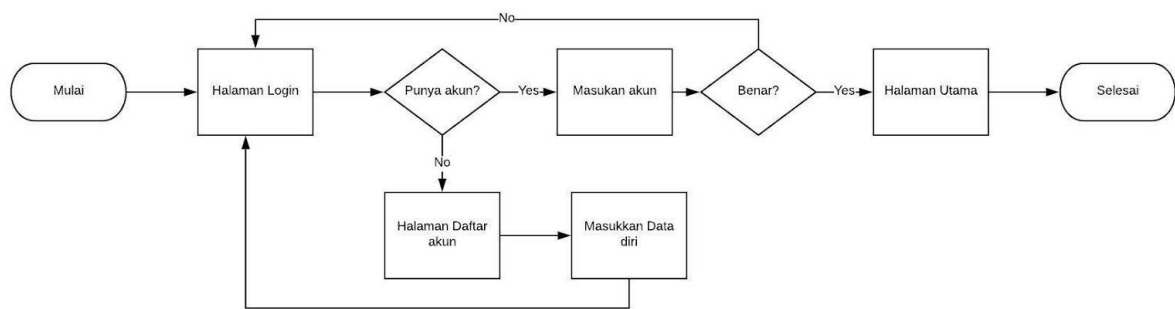 No
Mulai
Halaman Login
Punya akun?
Yes
Masukan akun
Benar?
Yes
Halaman Utama
Selesai
No
Halaman Daftar
akun
Masukkan Data
diri